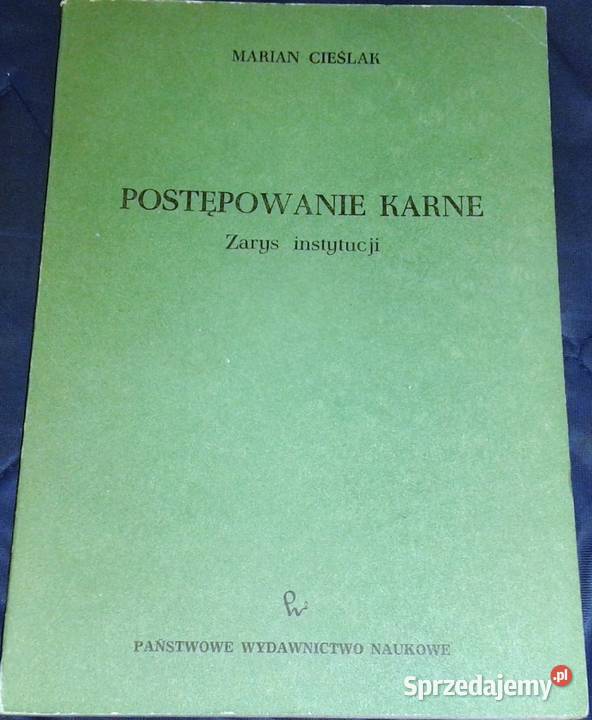 MARIAN CIEŚLAK
POSTĘPOWANIE KARNE
Zarys instytucji
PAŃSTWOWE WYDAWNICTWO NAUKOWE
Sprzedajemy.pl